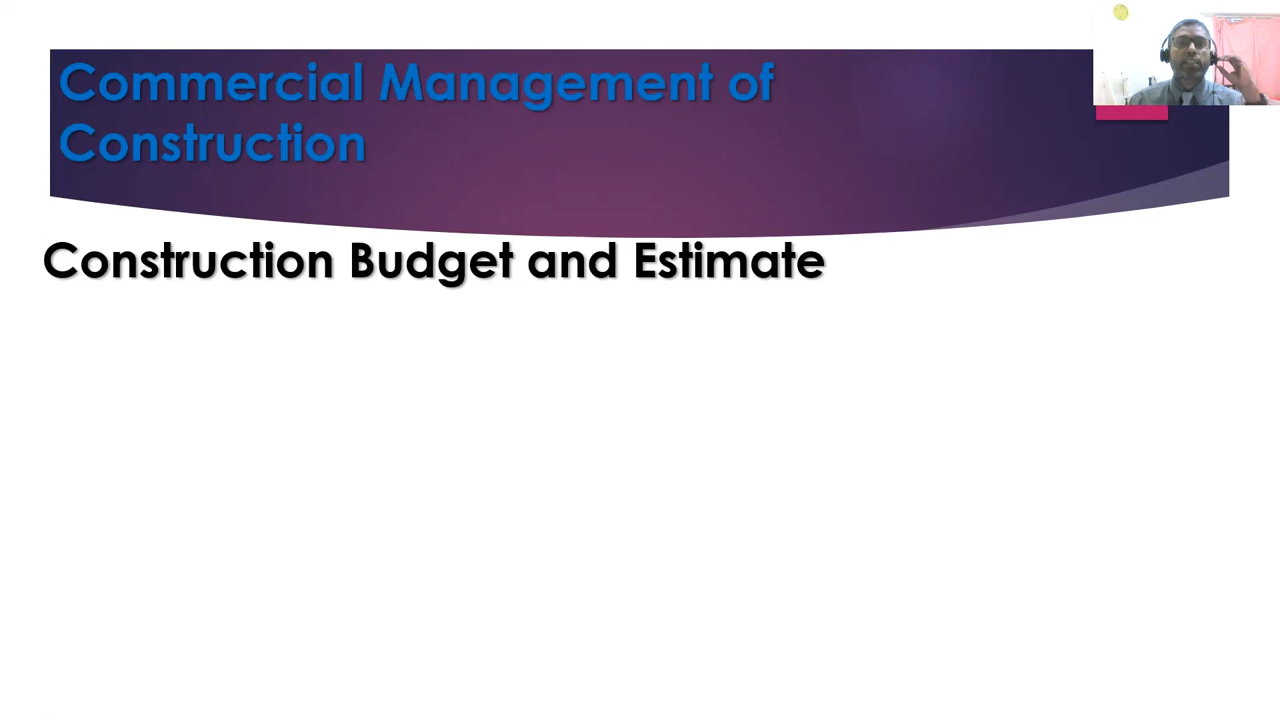 Commercial Management of
Construction
Construction Budget and Estimate